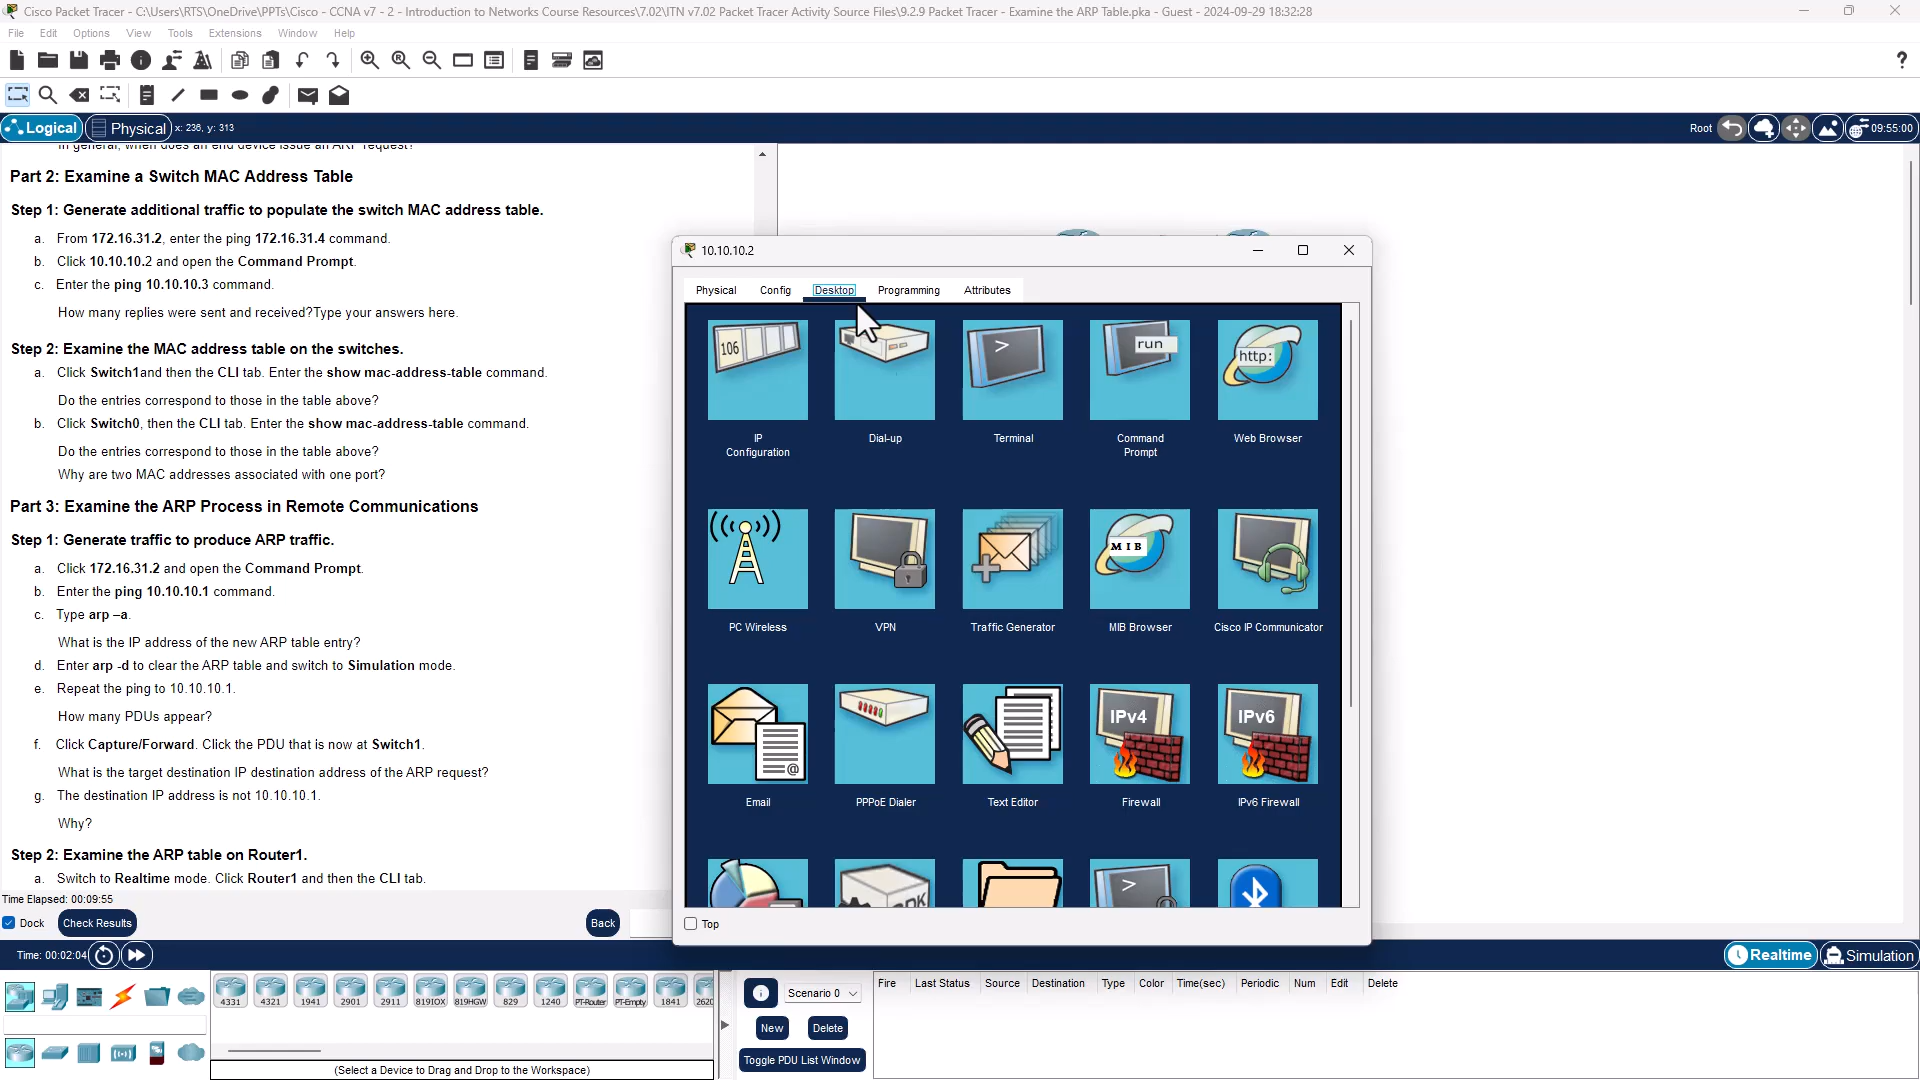 Cisco Packet Tracer - C:\Users\RTS\OneDrive\PPTs\Cisco - CCNA v7 - 2 - Introduction to Networks Course Resources\7.02\ITN v7.02 Packet Tracer Activity Source Files\9.2.9 Packet Tracer - Examine the ARP Table.pka - Guest - 2024-09-29 18:32:28
File Edit Options View Tools Extensions Window Help
Logical Physical x: 236, y: 313 Root 09:55:00
In general, when does an end device issue an ARP request?
Part 2: Examine a Switch MAC Address Table
Step 1: Generate additional traffic to populate the switch MAC address table.
a. From 172.16.31.2, enter the ping 172.16.31.4 command.
b. Click 10.10.10.2 and open the Command Prompt.
c. Enter the ping 10.10.10.3 command.
How many replies were sent and received?Type your answers here.
Step 2: Examine the MAC address table on the switches.
a. Click Switch1and then the CLI tab. Enter the show mac-address-table command.
Do the entries correspond to those in the table above?
b. Click Switch0, then the CLI tab. Enter the show mac-address-table command.
Do the entries correspond to those in the table above?
Why are two MAC addresses associated with one port?
Part 3: Examine the ARP Process in Remote Communications
Step 1: Generate traffic to produce ARP traffic.
a. Click 172.16.31.2 and open the Command Prompt.
b. Enter the ping 10.10.10.1 command.
c. Type arp –a.
What is the IP address of the new ARP table entry?
d. Enter arp -d to clear the ARP table and switch to Simulation mode.
e. Repeat the ping to 10.10.10.1.
How many PDUs appear?
f. Click Capture/Forward. Click the PDU that is now at Switch1.
What is the target destination IP destination address of the ARP request?
g. The destination IP address is not 10.10.10.1.
Why?
Step 2: Examine the ARP table on Router1.
a. Switch to Realtime mode. Click Router1 and then the CLI tab.
Time Elapsed: 00:09:55
Dock Check Results Back
10.10.10.2
Physical Config Desktop Programming Attributes
106 > run http:
IP Configuration Dial-up Terminal Command Prompt Web Browser
MIB
PC Wireless VPN Traffic Generator MIB Browser Cisco IP Communicator
@ IPv4 IPv6
Email PPPoE Dialer Text Editor Firewall IPv6 Firewall
>
Top
Time: 00:02:04 Realtime Simulation
4331 4321 1941 2901 2911 819IOX 819HGW 829 1240 PT-Router PT-Empty 1841 2620
(Select a Device to Drag and Drop to the Workspace)
Scenario 0
New Delete
Toggle PDU List Window
Fire Last Status Source Destination Type Color Time(sec) Periodic Num Edit Delete